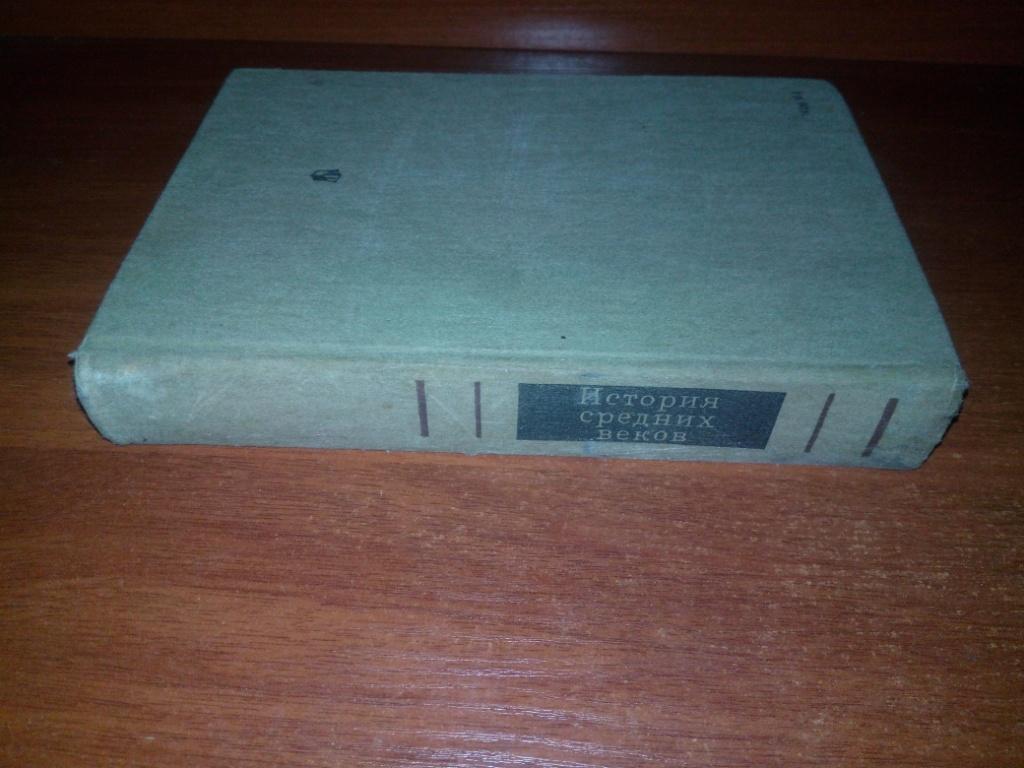 История
средних
веков